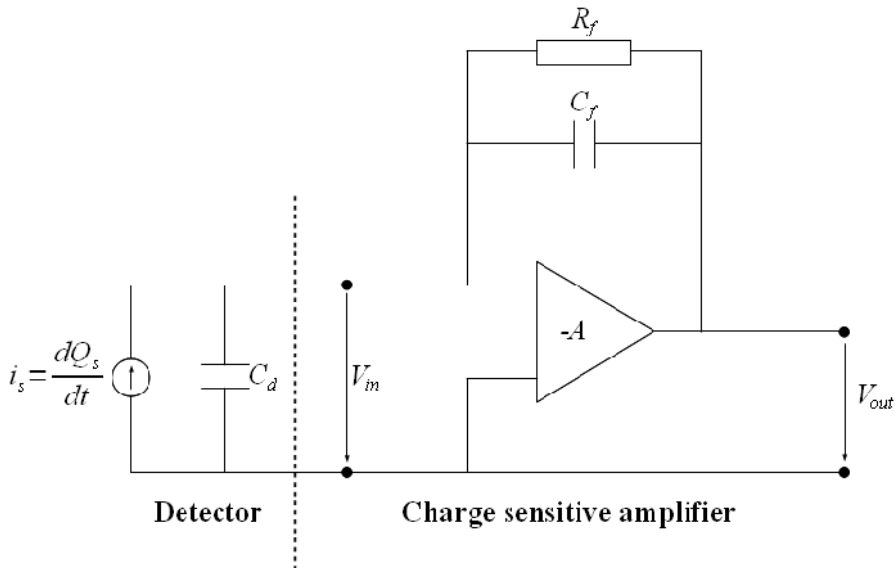 R_f
C_f
-A
i_s = dQ_s/dt
C_d
V_in
V_out
Detector
Charge sensitive amplifier